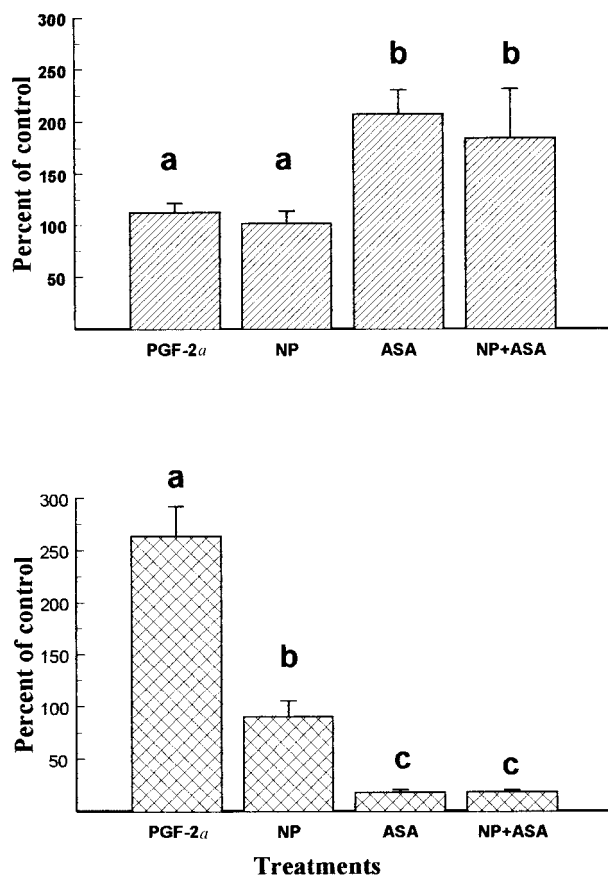 Percent of control
300
250
200
150
100
50
a
a
b
b
PGF-2a
NP
ASA
NP+ASA
Percent of control
300
250
200
150
100
50
a
b
c
c
PGF-2a
NP
ASA
NP+ASA
Treatments